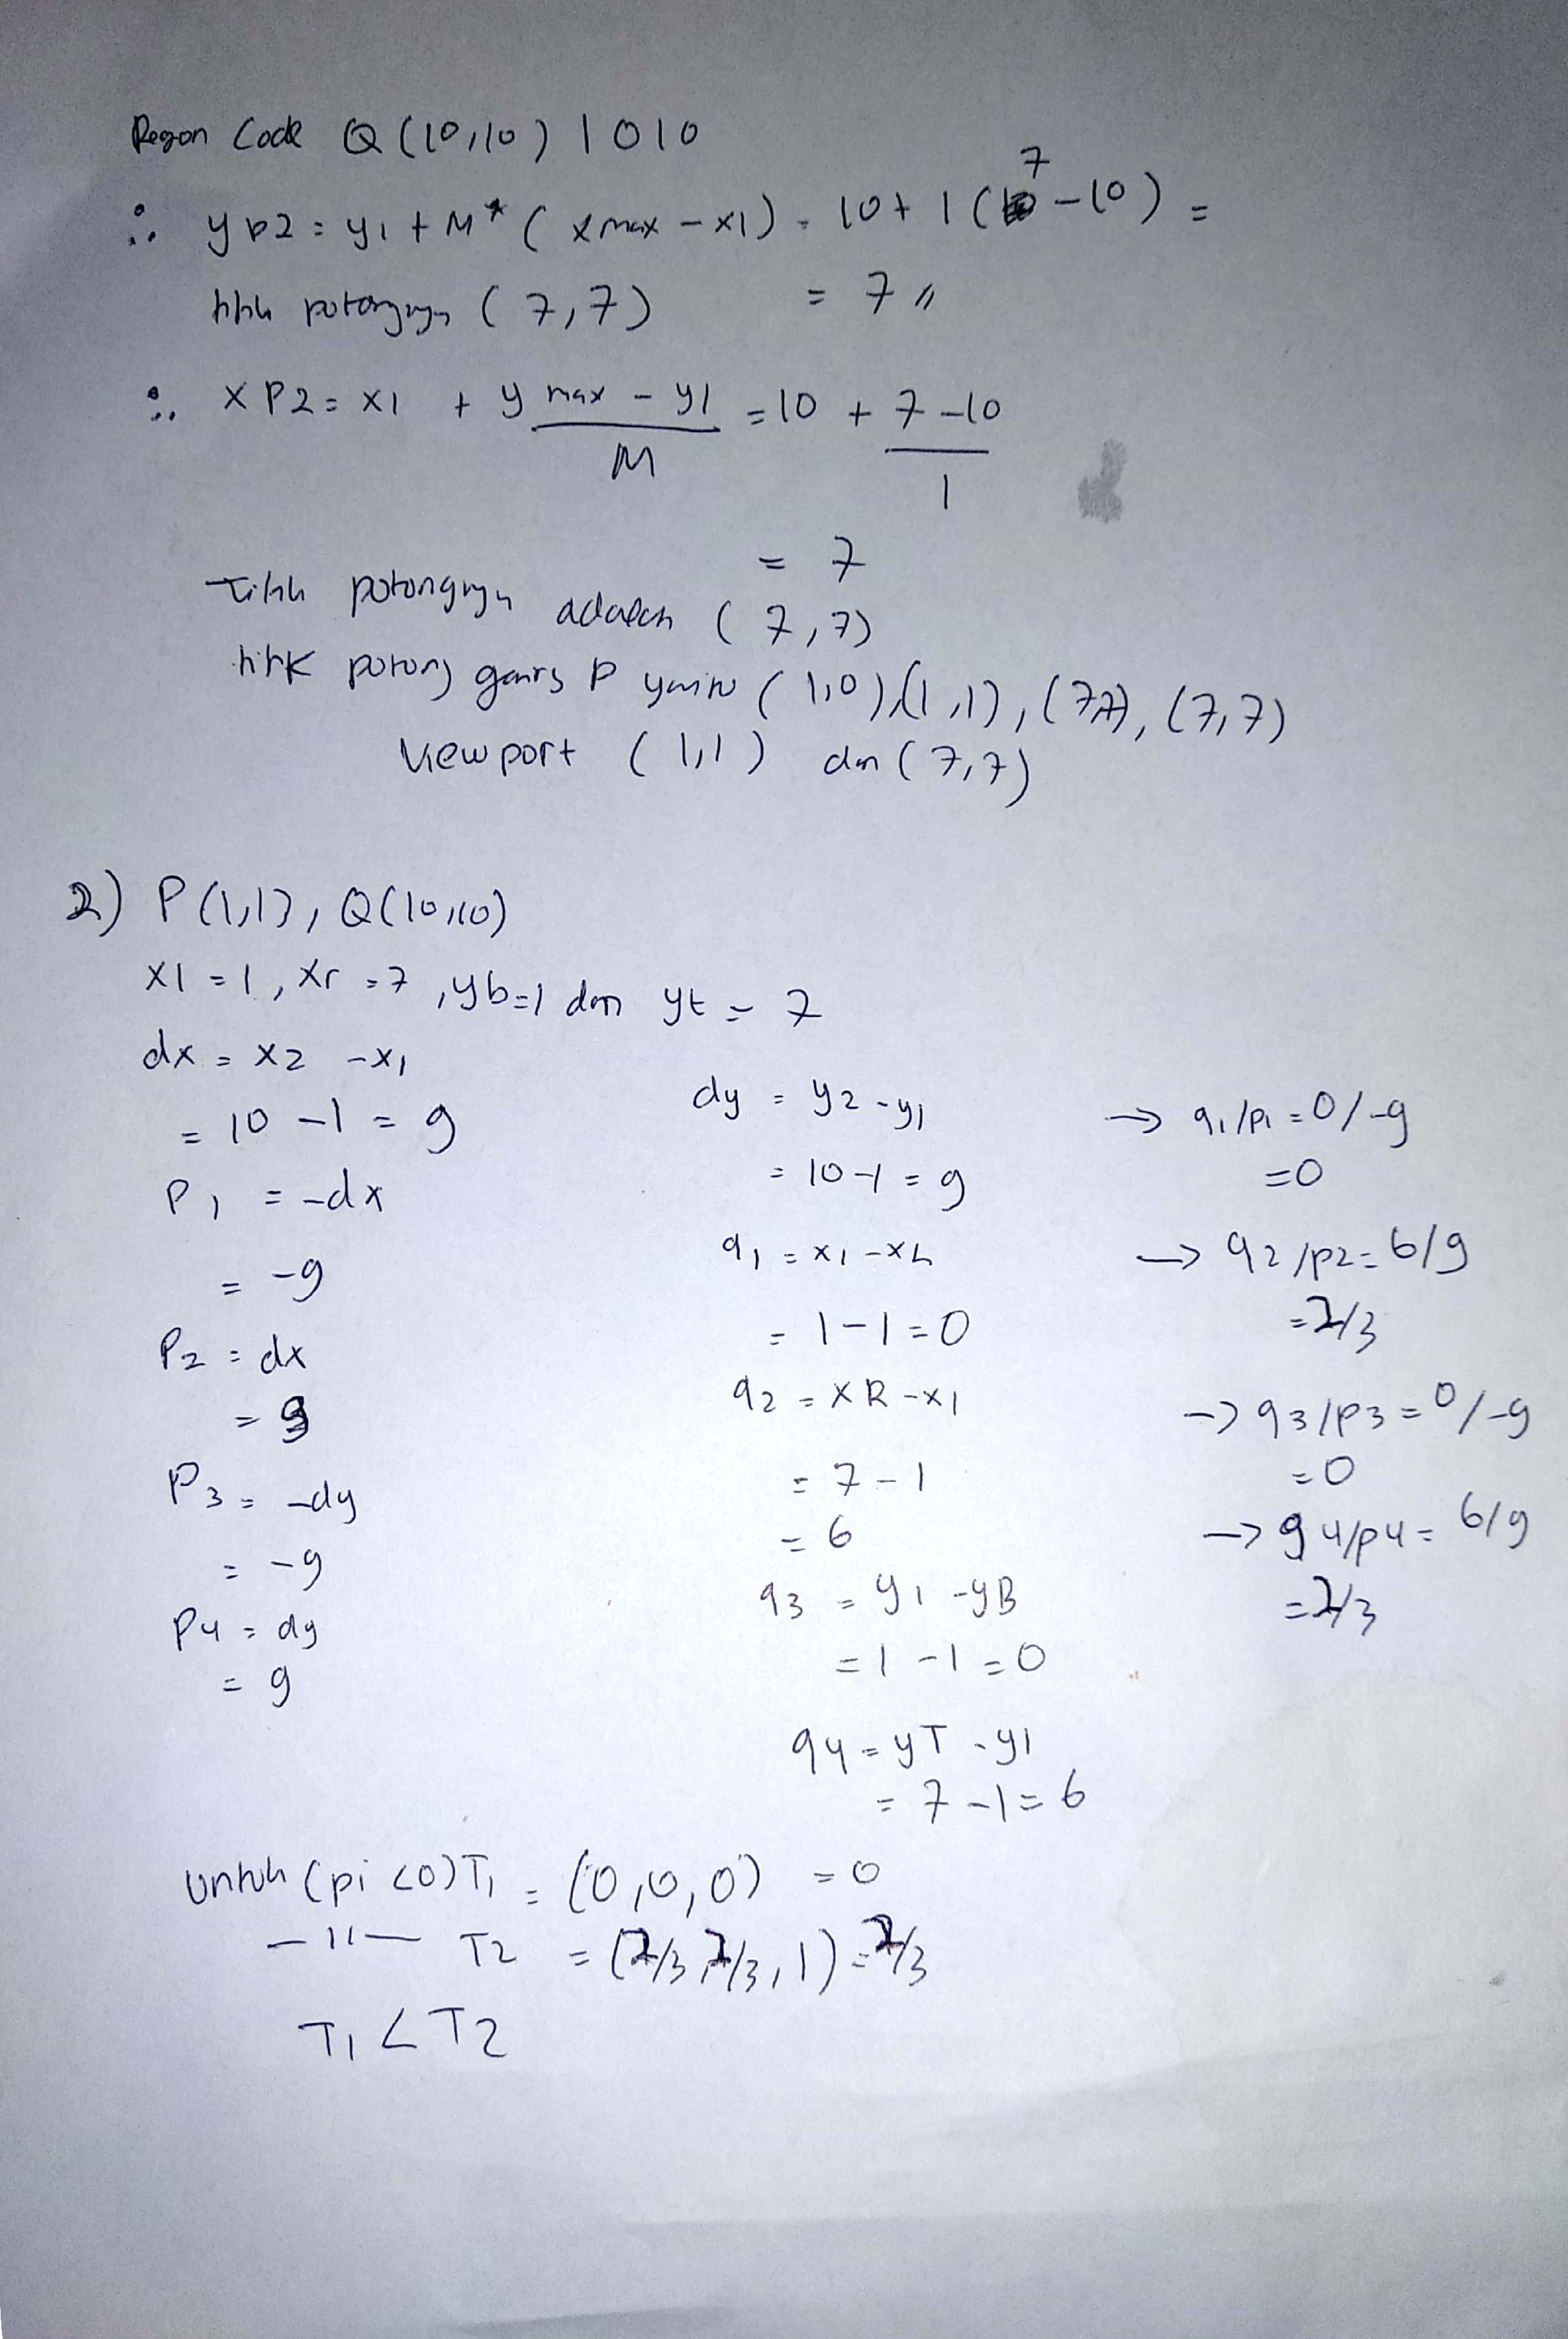 Region Code Q (10,10) 1010
∴ yp2 = y1 + M * (xmax - x1) = 10 + 1 (7 - 10) =
titik potongnya (7,7) = 7 //
∴ xP2 = x1 + y max - y1 / M = 10 + 7 - 10 / 1
= 7
Titik potongnya adalah (7,7)
titik potong garis P yaitu (1,0), (1,1), (7,7), (7,7)
Viewport (1,1) dan (7,7)
2) P(1,1), Q(10,10)
xl = 1, xr = 7, yb = 1 dan yt = 7
dx = x2 - x1
= 10 - 1 = 9
P1 = -dx
= -9
P2 = dx
= 9
P3 = -dy
= -9
P4 = dy
= 9
dy = y2 - y1
= 10 - 1 = 9
q1 = x1 - xL
= 1 - 1 = 0
q2 = xR - x1
= 7 - 1
= 6
q3 = y1 - yB
= 1 - 1 = 0
q4 = yT - y1
= 7 - 1 = 6
→ q1/p1 = 0/-9
= 0
→ q2/p2 = 6/9
= 2/3
→ q3/p3 = 0/-9
= 0
→ q4/p4 = 6/9
= 2/3
Untuk (pi <0) T1 = (0,0,0) = 0
— 11 — T2 = (2/3, 2/3, 1) = 2/3
T1 < T2